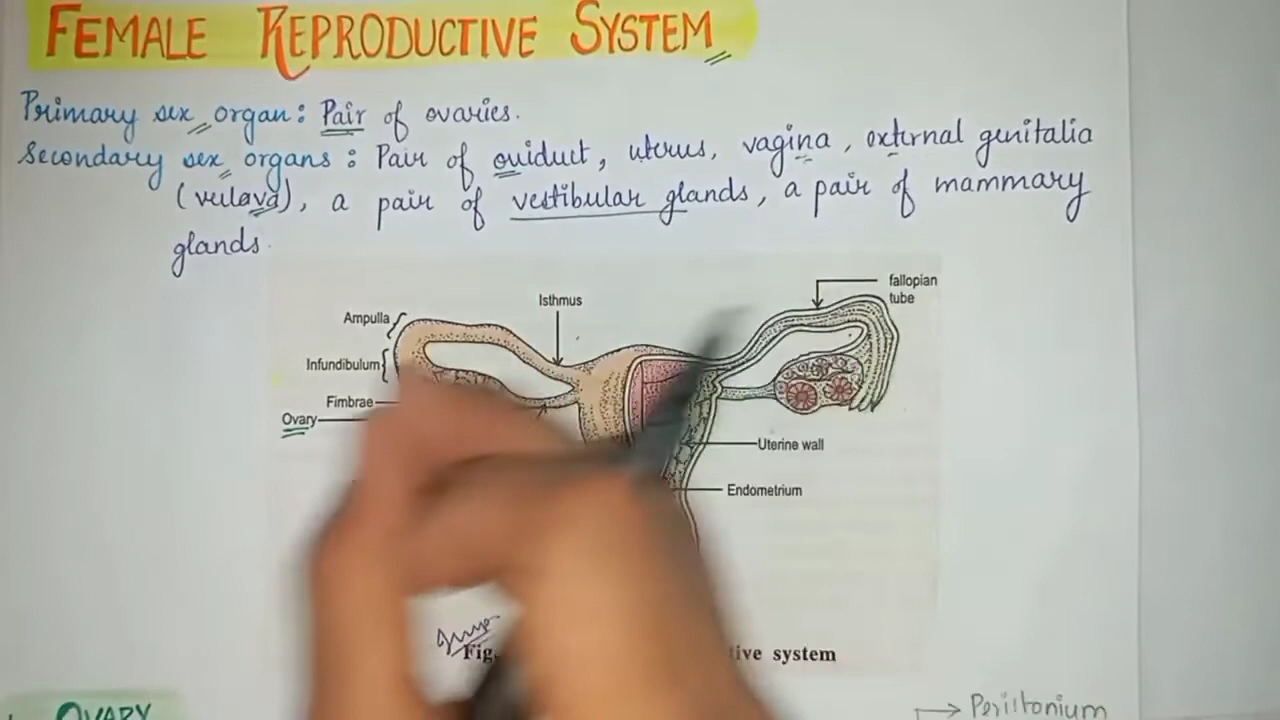 FEMALE REPRODUCTIVE SYSTEM
Primary sex organ: Pair of ovaries.
Secondary sex organs: Pair of oviduct, uterus, vagina, external genitalia
(vulava), a pair of vestibular glands, a pair of mammary
glands.
fallopian
tube
Isthmus
Ampulla
Infundibulum
Fimbrae
Ovary
Uterine wall
Endometrium
Fig.
tive system
OVARY
→ Peritonium